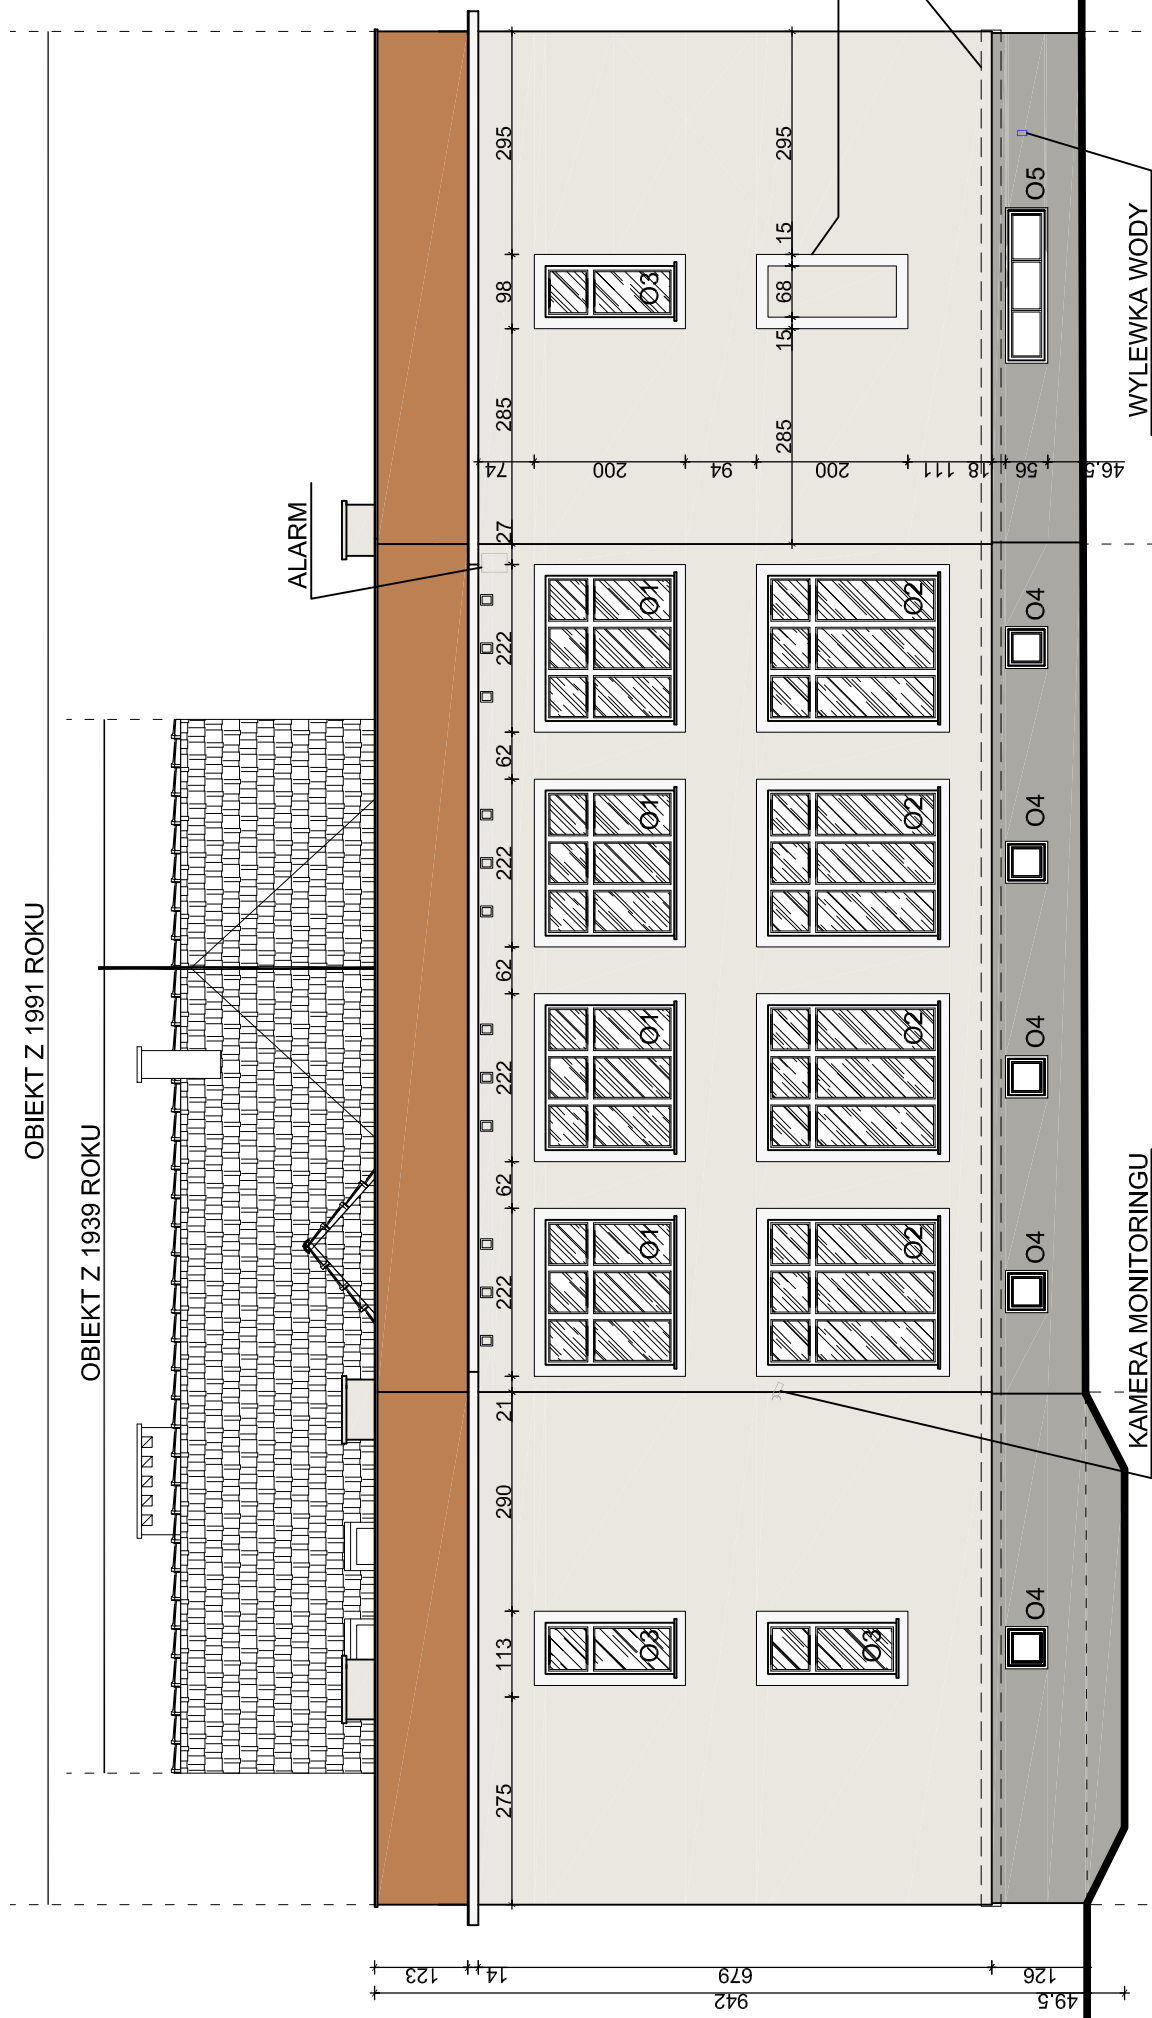 OBIEKT Z 1991 ROKU
OBIEKT Z 1939 ROKU
ALARM
275
113
290
21
222
62
222
62
222
62
222
27
285
98
295
O3
O1
O1
O1
O1
O3
285
15
68
15
295
O3
O2
O2
O2
O2
O4
O4
O4
O4
O4
O5
74
200
94
200
111
18
56
46.5
123
14
679
126
942
49.5
KAMERA MONITORINGU
WYLEWKA WODY